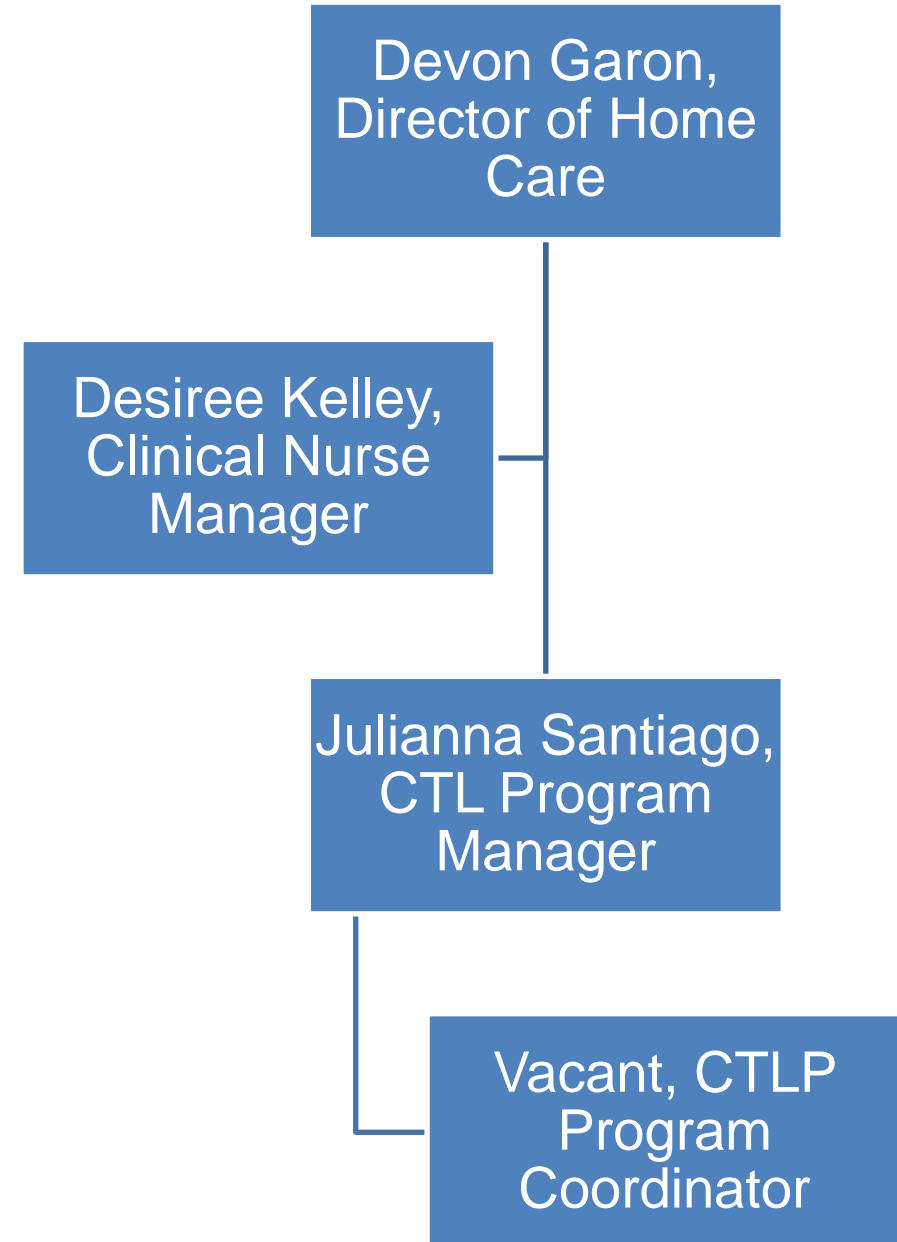 Devon Garon,
Director of Home
Care
Desiree Kelley,
Clinical Nurse
Manager
Julianna Santiago,
CTL Program
Manager
Vacant, CTLP
Program
Coordinator